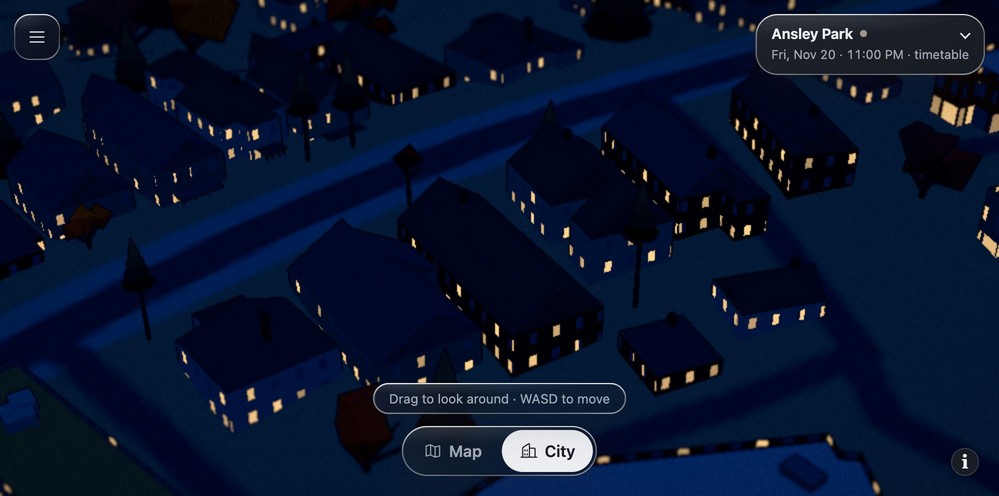 Ansley Park
Fri, Nov 20 · 11:00 PM · timetable
Drag to look around · WASD to move
Map
City
i